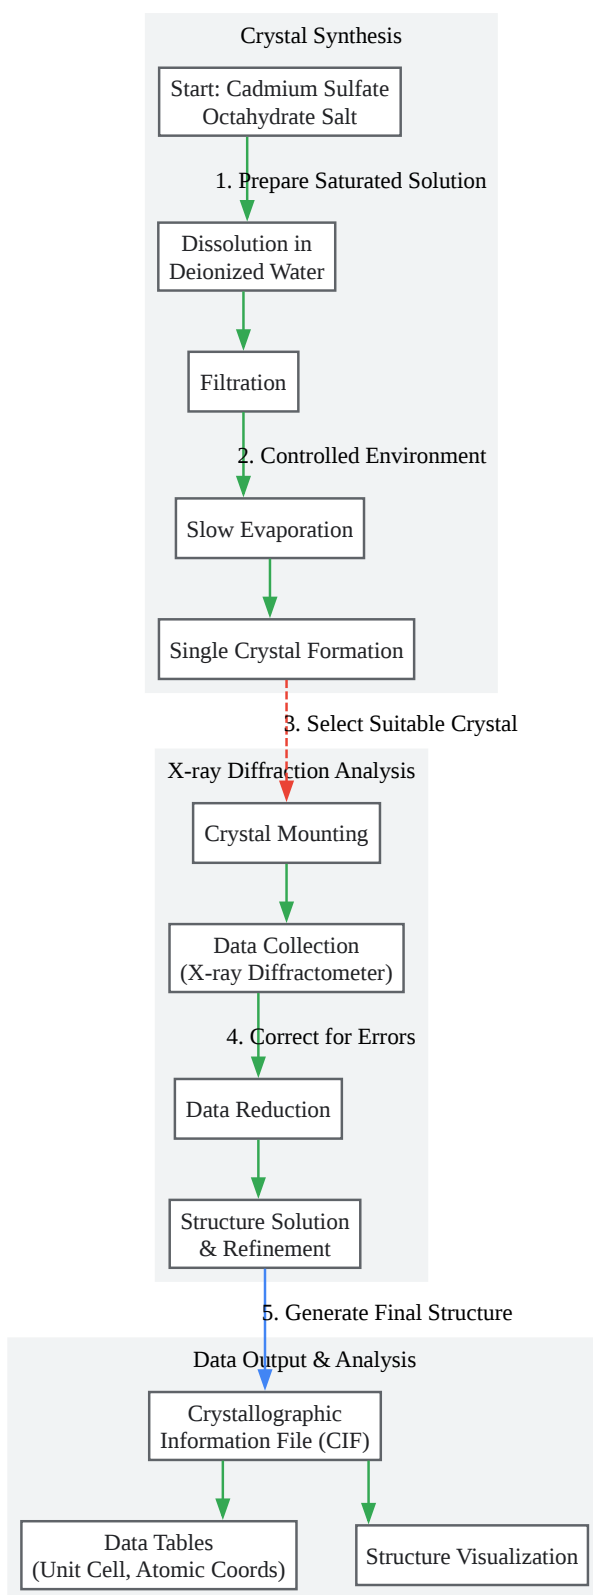 Crystal Synthesis
Start: Cadmium Sulfate
Octahydrate Salt
1. Prepare Saturated Solution
Dissolution in
Deionized Water
Filtration
2. Controlled Environment
Slow Evaporation
Single Crystal Formation
3. Select Suitable Crystal
X-ray Diffraction Analysis
Crystal Mounting
Data Collection
(X-ray Diffractometer)
4. Correct for Errors
Data Reduction
Structure Solution
& Refinement
5. Generate Final Structure
Data Output & Analysis
Crystallographic
Information File (CIF)
Data Tables
(Unit Cell, Atomic Coords)
Structure Visualization